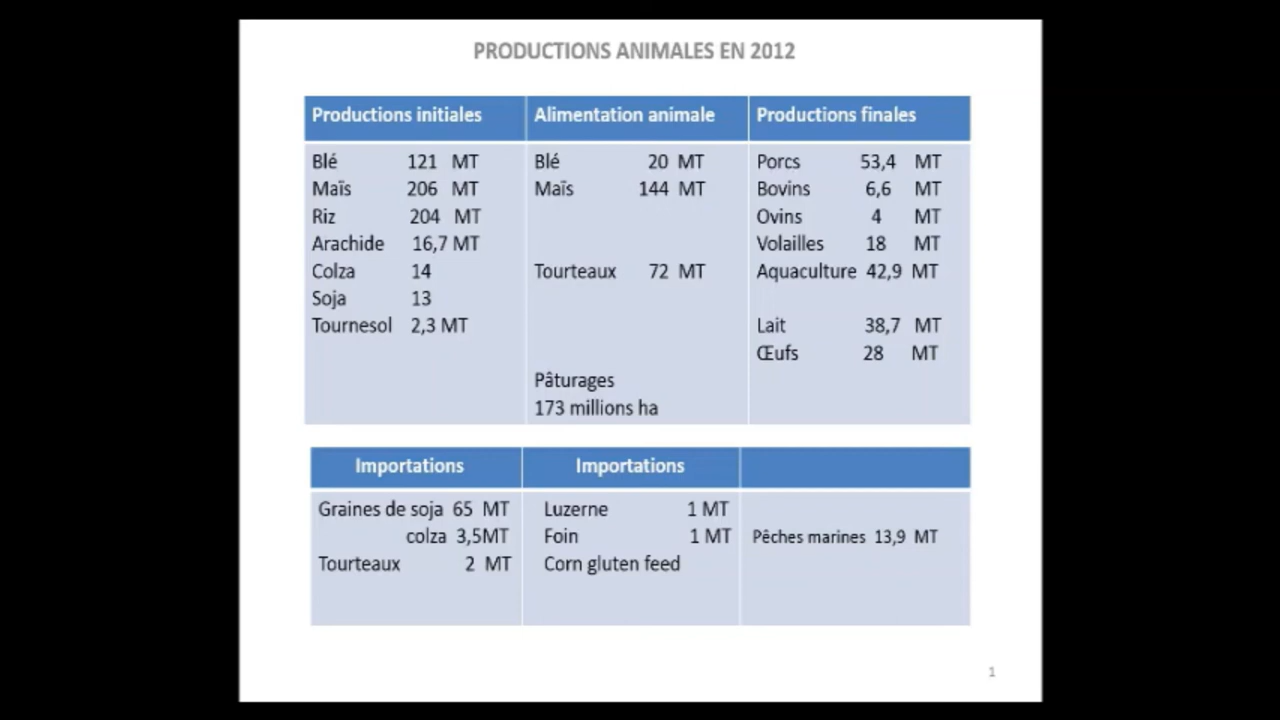 PRODUCTIONS ANIMALES EN 2012
Productions initiales Alimentation animale Productions finales
Blé 121 MT Blé 20 MT Porcs 53,4 MT
Maïs 206 MT Maïs 144 MT Bovins 6,6 MT
Riz 204 MT Ovins 4 MT
Arachide 16,7 MT Volailles 18 MT
Colza 14 Tourteaux 72 MT Aquaculture 42,9 MT
Soja 13
Tournesol 2,3 MT Lait 38,7 MT
Œufs 28 MT
Pâturages
173 millions ha
Importations Importations
Graines de soja 65 MT Luzerne 1 MT
colza 3,5MT Foin 1 MT Pêches marines 13,9 MT
Tourteaux 2 MT Corn gluten feed
1